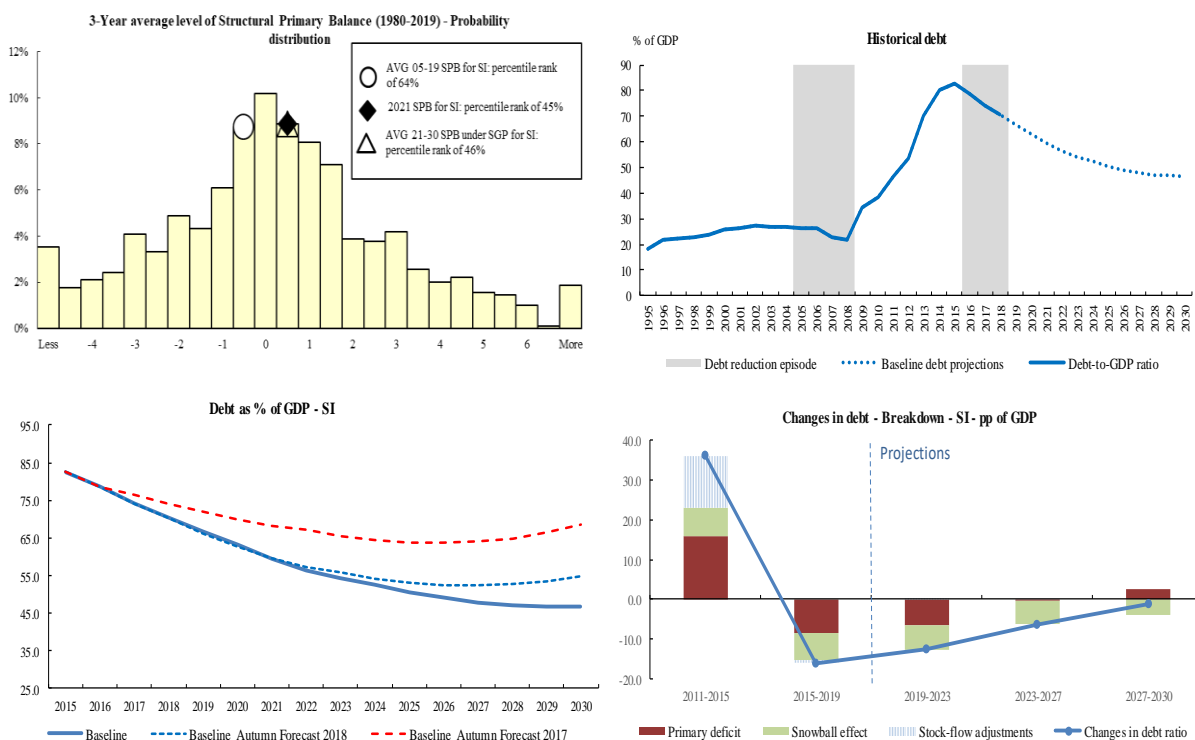 3-Year average level of Structural Primary Balance (1980-2019) - Probability
distribution
12%
10%
8%
6%
4%
2%
0%
AVG 05-19 SPB for SI: percentile rank
of 64%
2021 SPB for SI: percentile rank of 45%
AVG 21-30 SPB under SGP for SI:
percentile rank of 46%
Less -4 -3 -2 -1 0 1 2 3 4 5 6 More
Historical debt
% of GDP
90
80
70
60
50
40
30
20
10
0
1995 1996 1997 1998 1999 2000 2001 2002 2003 2004 2005 2006 2007 2008 2009 2010 2011 2012 2013 2014 2015 2016 2017 2018 2019 2020 2021 2022 2023 2024 2025 2026 2027 2028 2029 2030
Debt reduction episode Baseline debt projections Debt-to-GDP ratio
Debt as % of GDP - SI
95.0
85.0
75.0
65.0
55.0
45.0
35.0
25.0
2015 2016 2017 2018 2019 2020 2021 2022 2023 2024 2025 2026 2027 2028 2029 2030
Baseline Baseline_Autumn Forecast 2018 Baseline_Autumn Forecast 2017
Changes in debt - Breakdown - SI - pp of GDP
40.0
30.0
20.0
10.0
0.0
-10.0
-20.0
Projections
2011-2015 2015-2019 2019-2023 2023-2027 2027-2030
Primary deficit Snowball effect Stock-flow adjustments Changes in debt ratio